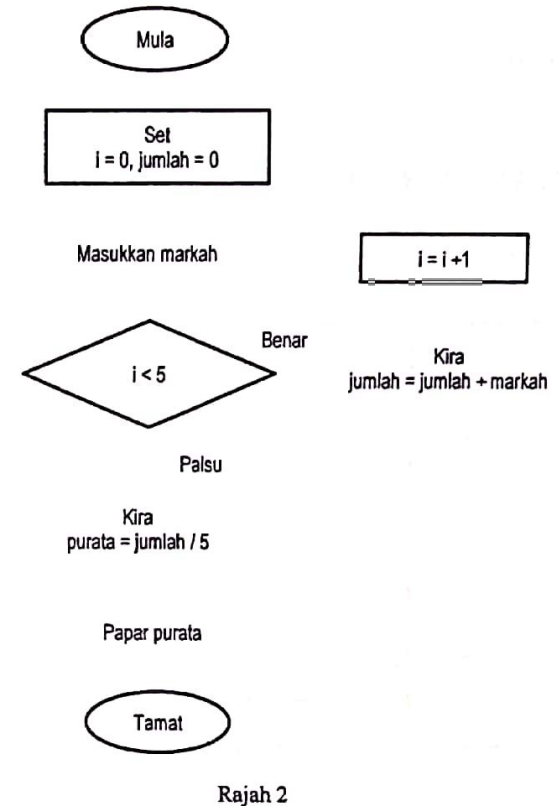 Mula
Set
i = 0, jumlah = 0
Masukkan markah
i = i +1
i < 5
Benar
Kira
jumlah = jumlah + markah
Palsu
Kira
purata = jumlah / 5
Papar purata
Tamat
Rajah 2